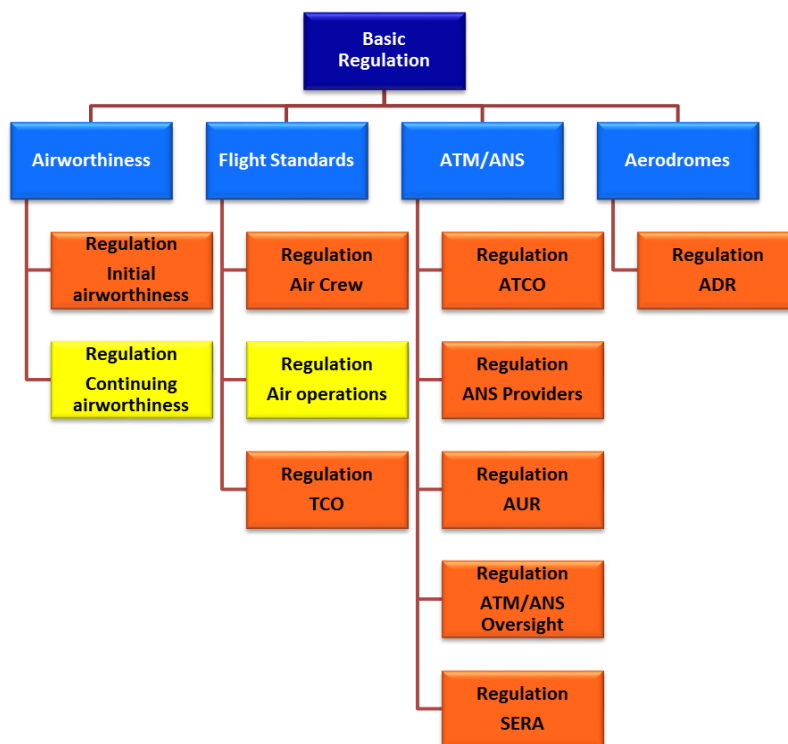 Basic
Regulation
Airworthiness
Flight Standards
ATM/ANS
Aerodromes
Regulation
Initial
airworthiness
Regulation
Air Crew
Regulation
ATCO
Regulation
ADR
Regulation
Continuing
airworthiness
Regulation
Air operations
Regulation
ANS Providers
Regulation
TCO
Regulation
AUR
Regulation
ATM/ANS
Oversight
Regulation
SERA